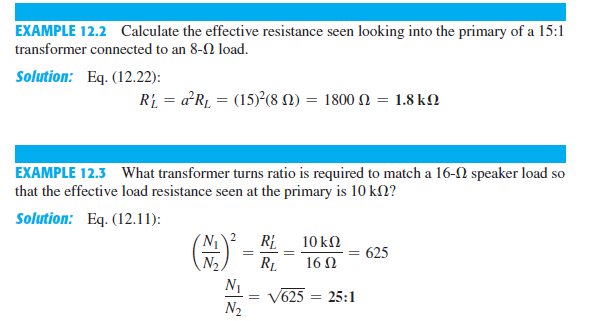 EXAMPLE 12.2 Calculate the effective resistance seen looking into the primary of a 15:1
transformer connected to an 8-Ω load.
Solution: Eq. (12.22):
R′L = a²RL = (15)²(8 Ω) = 1800 Ω = 1.8 kΩ
EXAMPLE 12.3 What transformer turns ratio is required to match a 16-Ω speaker load so
that the effective load resistance seen at the primary is 10 kΩ?
Solution: Eq. (12.11):
(N1/N2)² = R′L/RL = 10 kΩ/16 Ω = 625
N1/N2 = √625 = 25:1